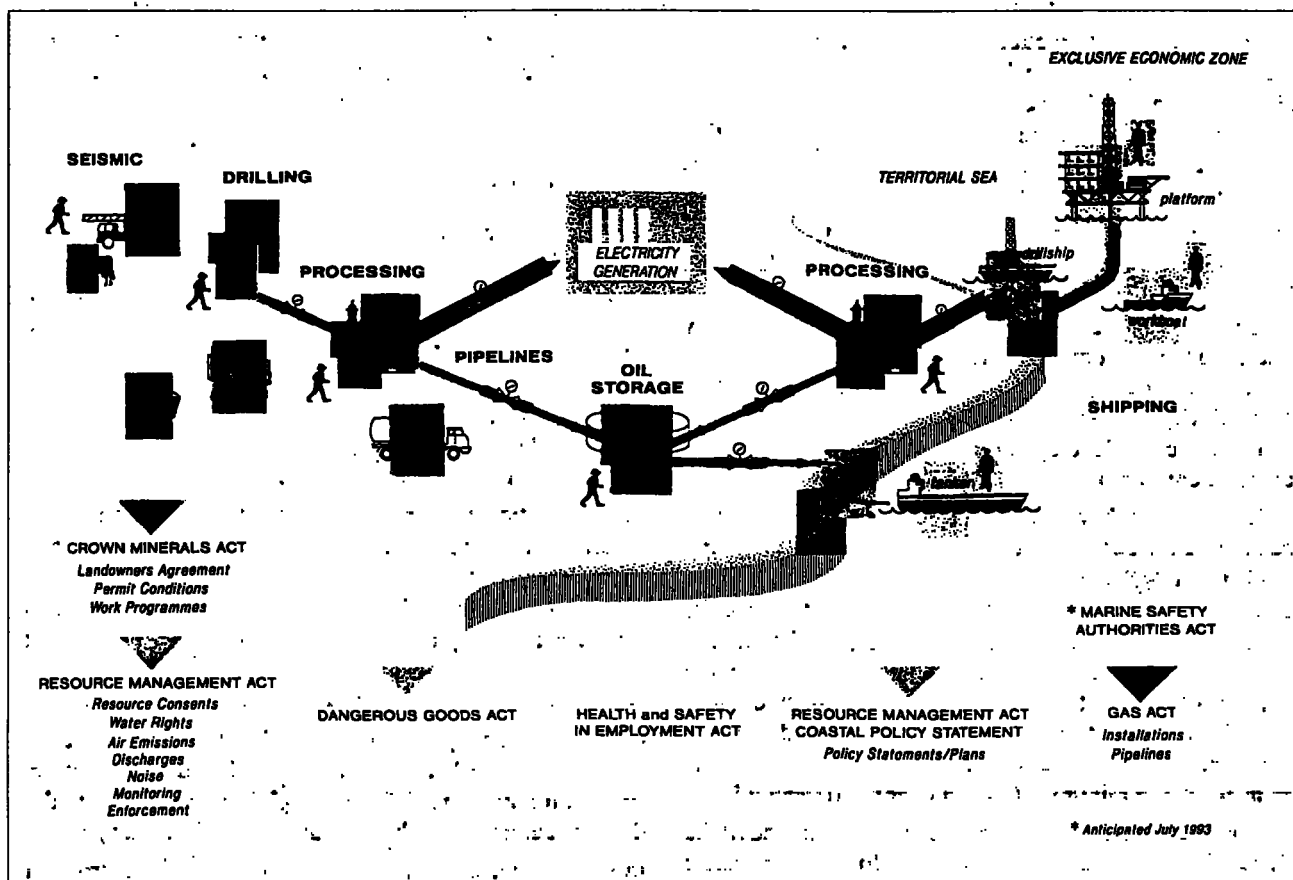 EXCLUSIVE ECONOMIC ZONE
SEISMIC
DRILLING
TERRITORIAL SEA
platform
ELECTRICITY
GENERATION
PROCESSING
PROCESSING
drillship
workboat
PIPELINES
OIL
STORAGE
SHIPPING
tanker
CROWN MINERALS ACT
Landowners Agreement
Permit Conditions
Work Programmes
* MARINE SAFETY
AUTHORITIES ACT
RESOURCE MANAGEMENT ACT
Resource Consents
Water Rights
Air Emissions
Discharges
Noise
Monitoring
Enforcement
DANGEROUS GOODS ACT
HEALTH and SAFETY
IN EMPLOYMENT ACT
RESOURCE MANAGEMENT ACT
COASTAL POLICY STATEMENT
Policy Statements/Plans
GAS ACT
Installations
Pipelines
* Anticipated July 1993